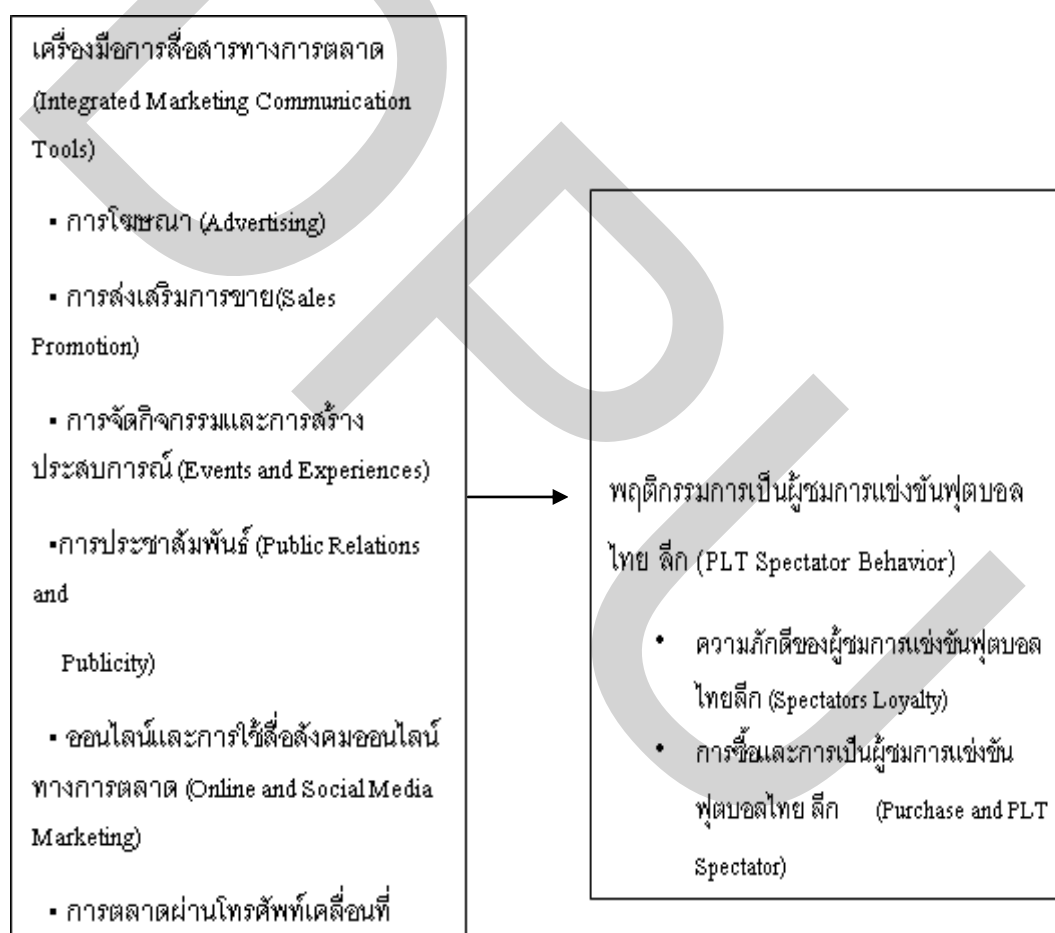 เครื่องมือการสื่อสารทางการตลาด
(Integrated Marketing Communication
Tools)
▪ การโฆษณา (Advertising)
▪ การส่งเสริมการขาย(Sales
Promotion)
▪ การจัดกิจกรรมและการสร้าง
ประสบการณ์ (Events and Experiences)
▪การประชาสัมพันธ์ (Public Relations
and
Publicity)
▪ ออนไลน์และการใช้สื่อสังคมออนไลน์
ทางการตลาด (Online and Social Media
Marketing)
▪ การตลาดผ่านโทรศัพท์เคลื่อนที่
พฤติกรรมการเป็นผู้ชมการแข่งขันฟุตบอล
ไทย ลีก (PLT Spectator Behavior)
• ความภักดีของผู้ชมการแข่งขันฟุตบอล
ไทยลีก (Spectators Loyalty)
• การซื้อและการเป็นผู้ชมการแข่งขัน
ฟุตบอลไทย ลีก (Purchase and PLT
Spectator)
DPU